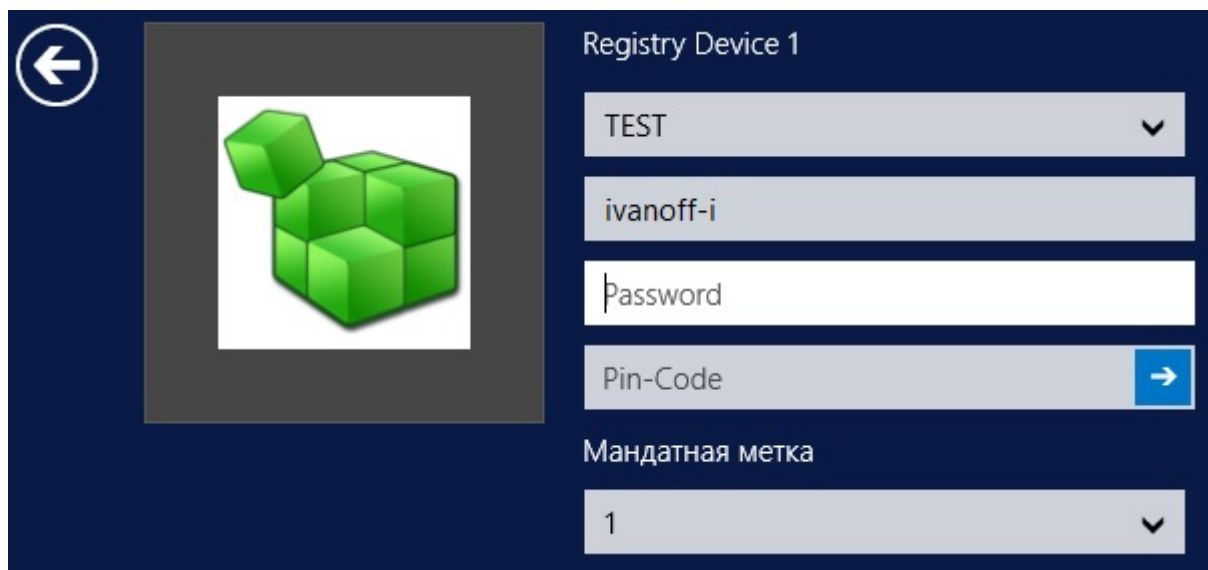 Registry Device 1
TEST
ivanoff-i
Password
Pin-Code
Мандатная метка
1